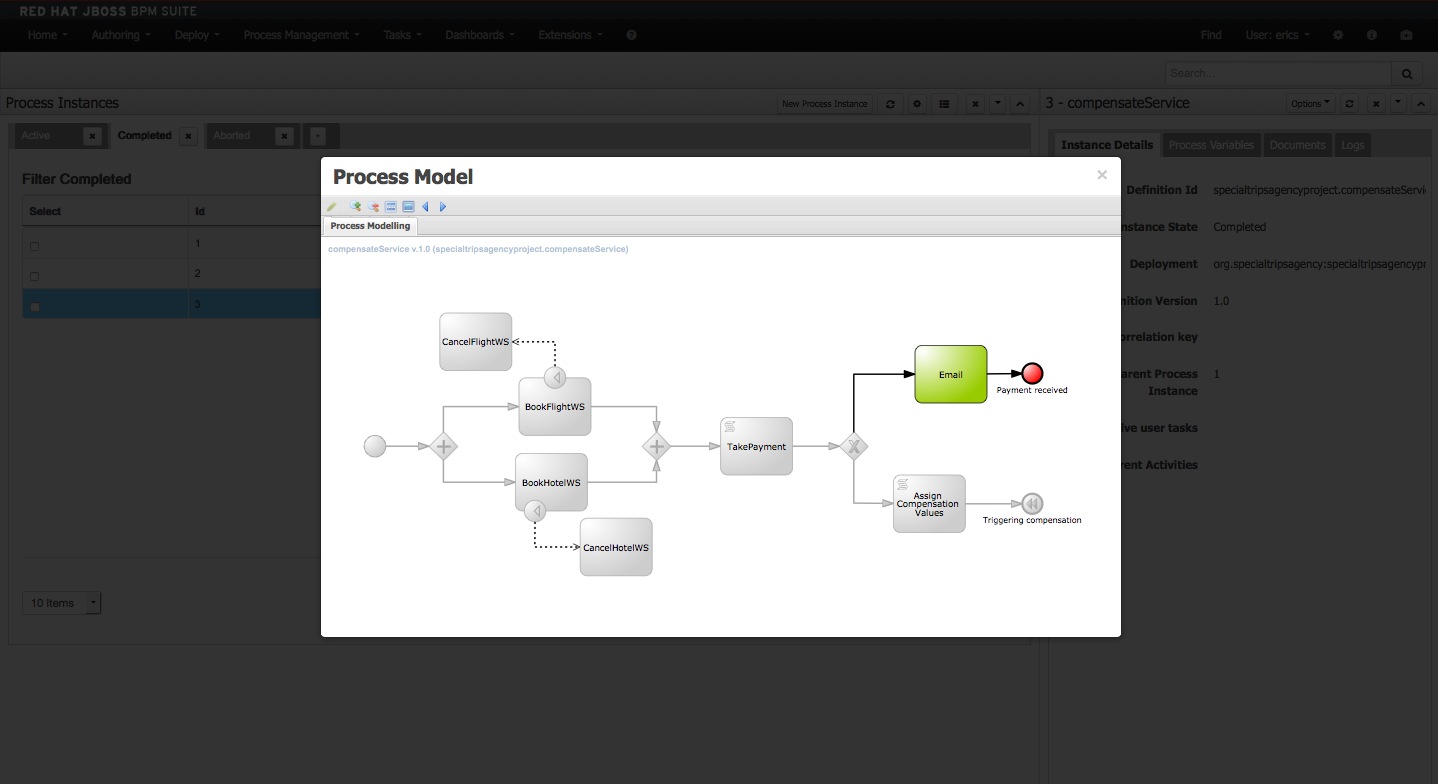 RED HAT JBOSS BPM SUITE
Home Authoring Deploy Process Management Tasks Dashboards Extensions Find User: erics
Search...
Process Instances New Process Instance
3 - compensateService Options
Active Completed Aborted
Instance Details Process Variables Documents Logs
Filter Completed
Select Id
1
2
3
10 Items
Definition Id specialtripsagencyproject.compensateServi
nstance State Completed
Deployment org.specialtripsagency:specialtripsagencypr
nition Version 1.0
orrelation key
arent Process
Instance
1
ive user tasks
rent Activities
Process Model
Process Modelling
compensateService v.1.0 (specialtripsagencyproject.compensateService)
CancelFlightWS
BookFlightWS
BookHotelWS
CancelHotelWS
TakePayment
X
Email
Payment received
Assign
Compensation
Values
Triggering compensation